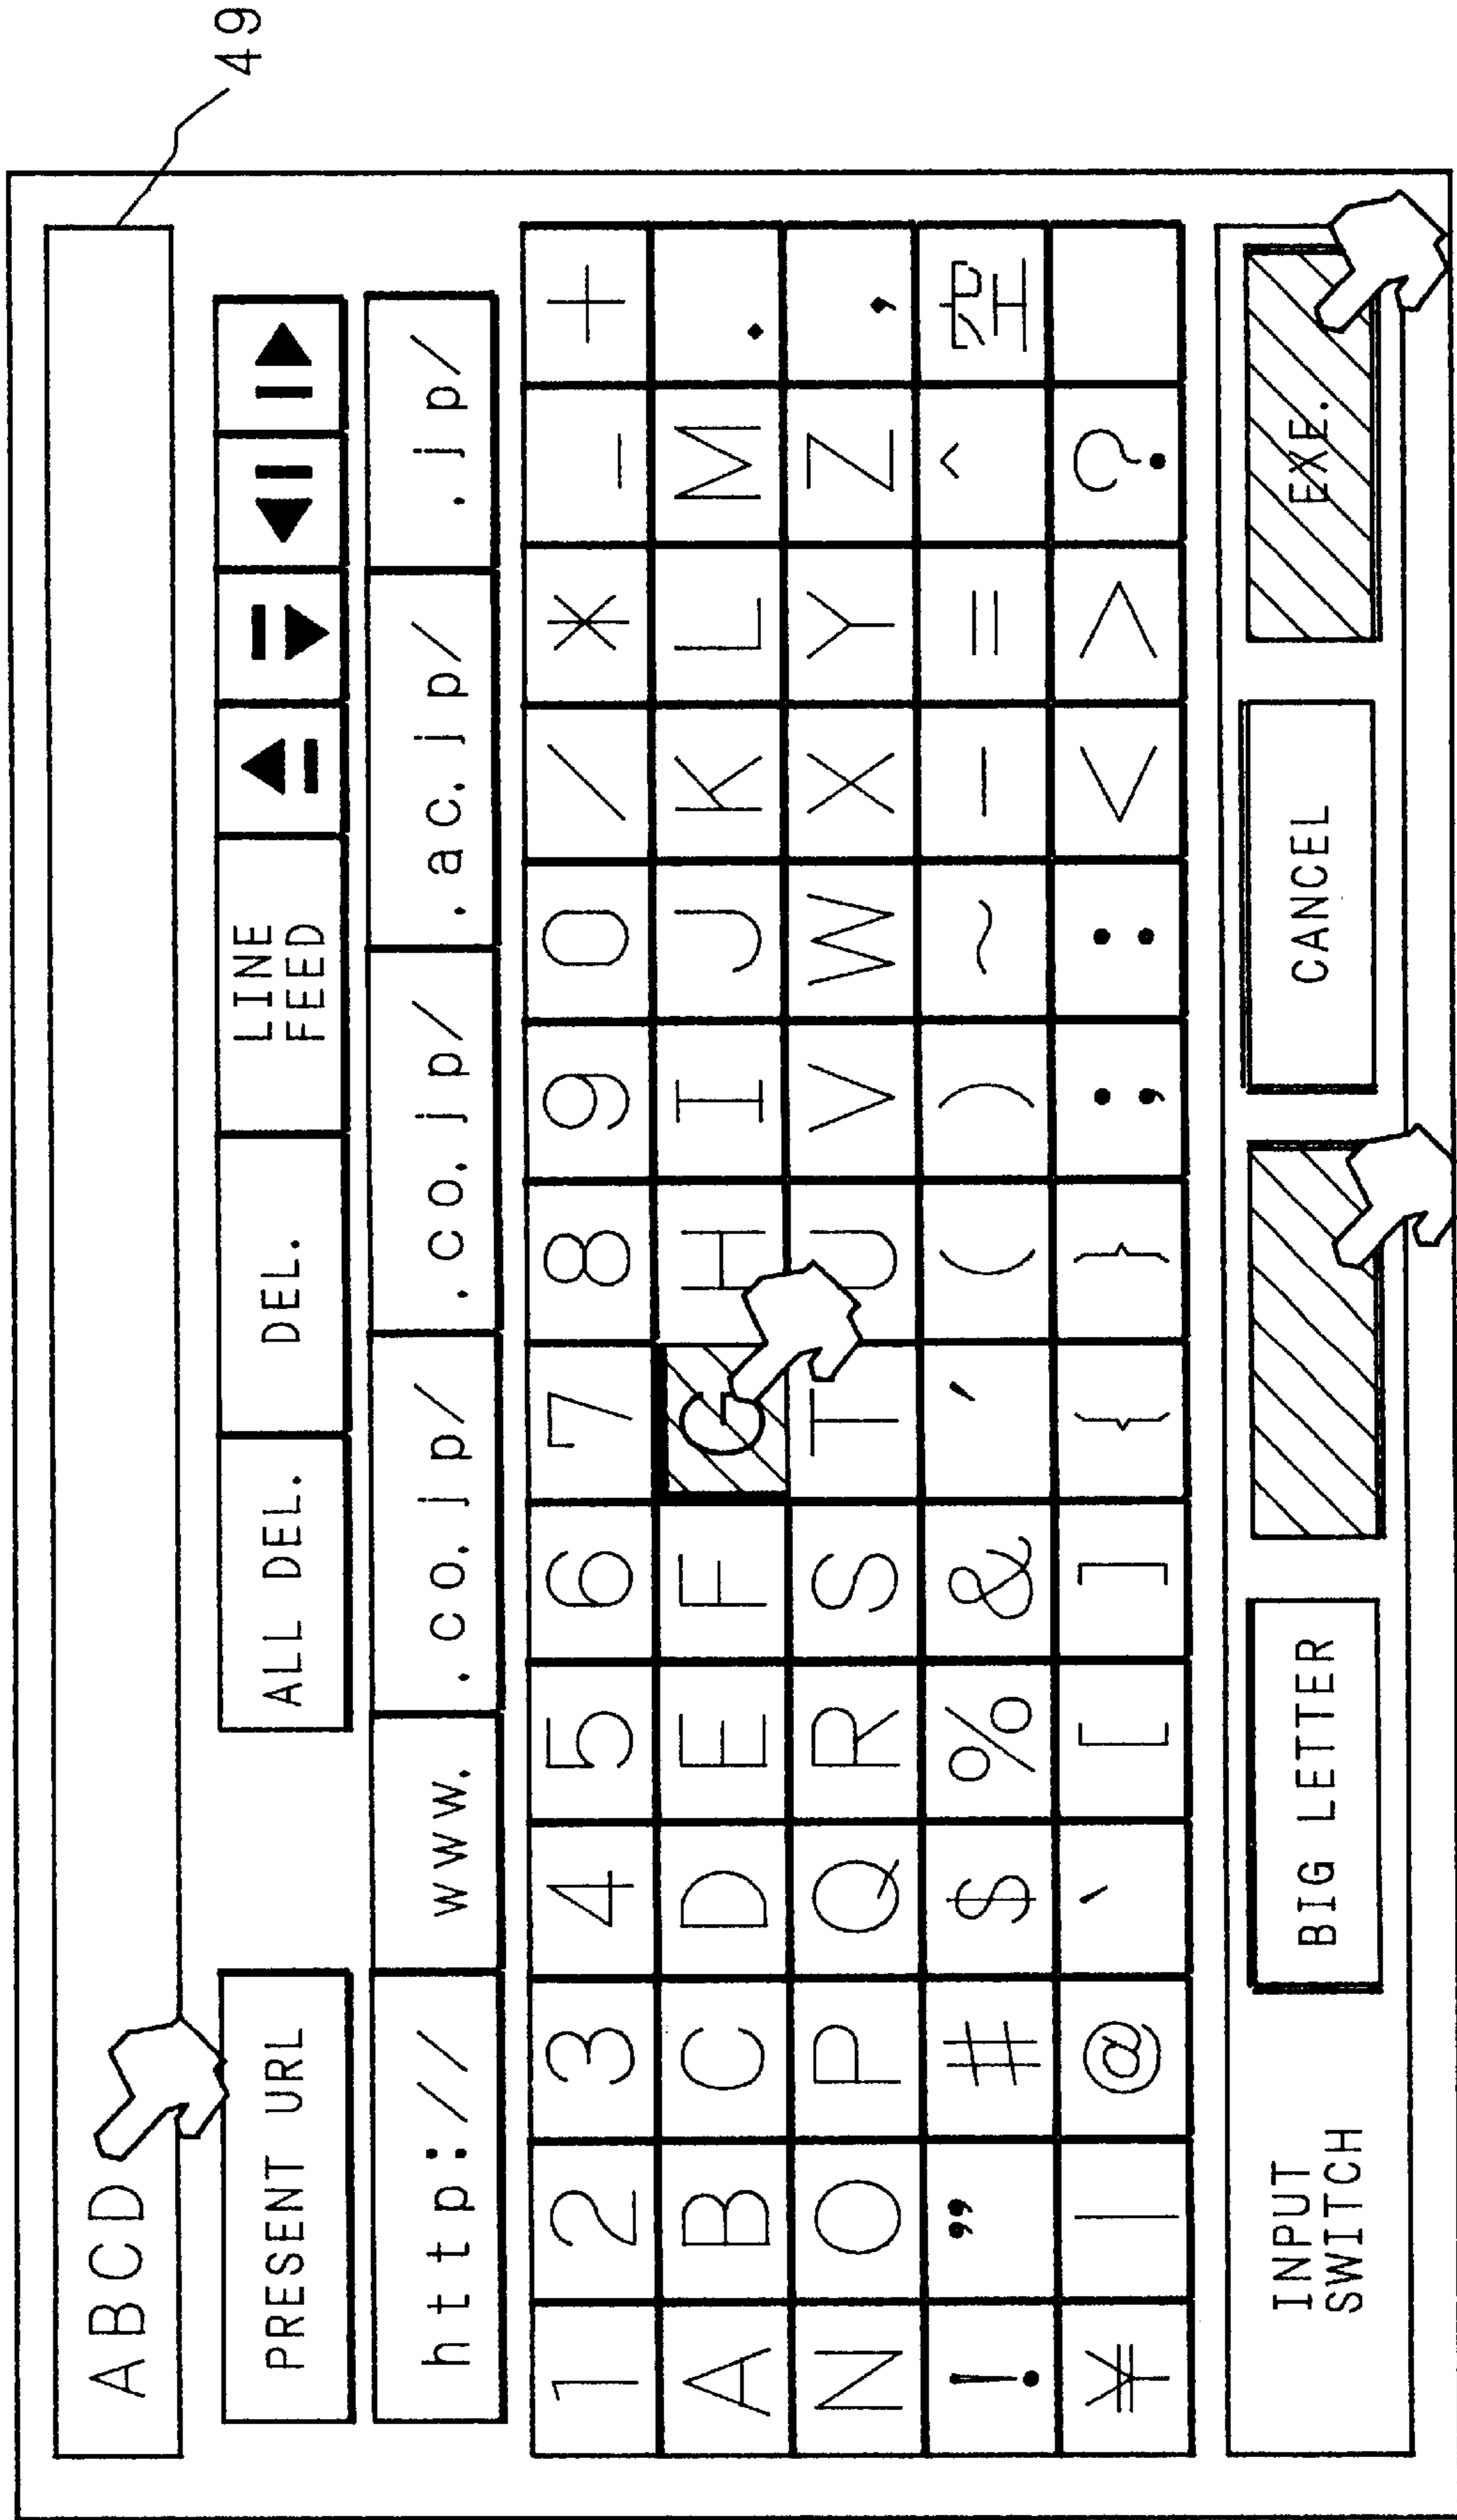 49
ABCD
PRESENT URL ALL DEL. DEL. LINE FEED
http:// www. .co.jp/ .co.jp/ .ac.jp/ .jp/
1 2 3 4 5 6 7 8 9 0 / * − +
A B C D E F G H I J K L M .
N O P Q R S T U V W X Y Z ,
! " # $ % & ' ( ) ~ − = ^ 空
¥ | @ ` [ ] { } ; : < > ?
INPUT SWITCH BIG LETTER CANCEL EXE.